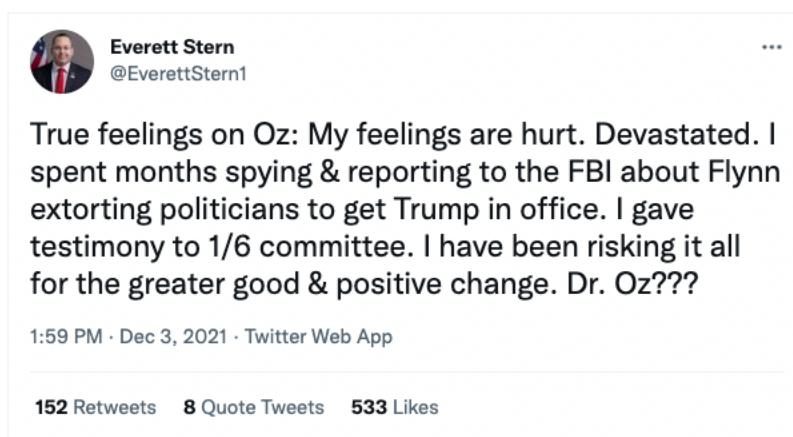 Everett Stern
@EverettStern1
True feelings on Oz: My feelings are hurt. Devastated. I
spent months spying & reporting to the FBI about Flynn
extorting politicians to get Trump in office. I gave
testimony to 1/6 committee. I have been risking it all
for the greater good & positive change. Dr. Oz???
1:59 PM · Dec 3, 2021 · Twitter Web App
152 Retweets 8 Quote Tweets 533 Likes